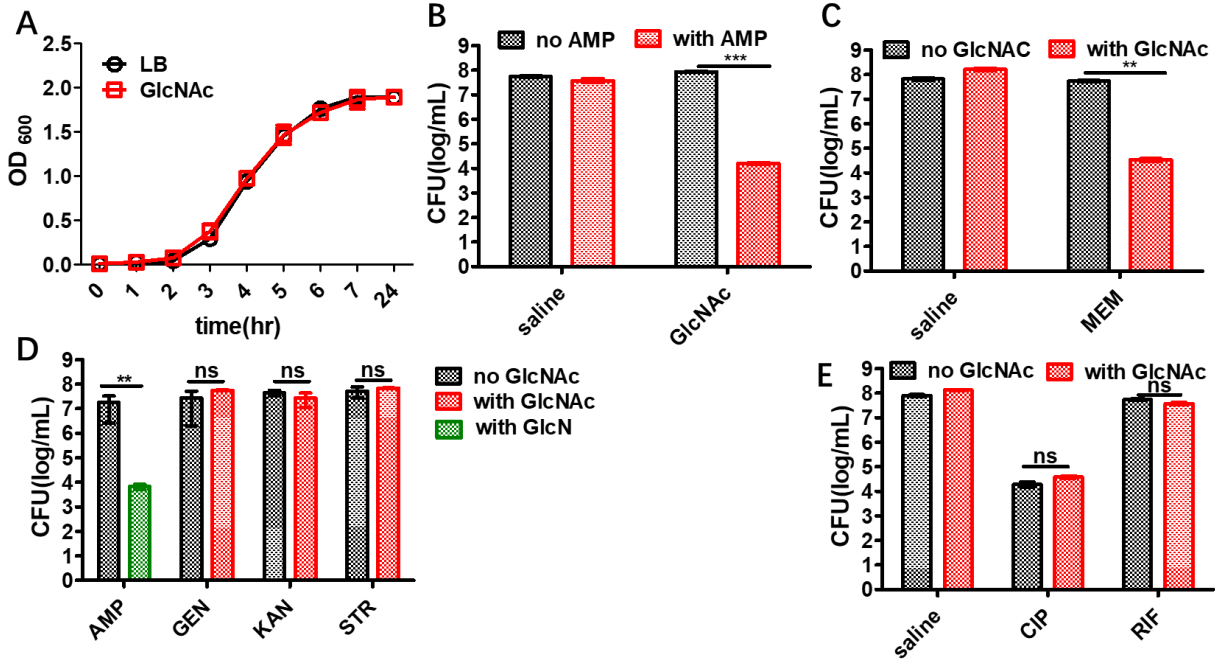 A
OD 600
2.5
2.0
1.5
1.0
0.5
0.0
LB
GlcNAc
0 1 2 3 4 5 6 7 24
time(hr)
B
no AMP with AMP
CFU(log/mL)
9
8
7
6
5
4
3
2
1
0
***
saline GlcNAc
C
no GlcNAC with GlcNAc
CFU(log/mL)
9
8
7
6
5
4
3
2
1
0
**
saline MEM
D
CFU(log/mL)
9
8
7
6
5
4
3
2
1
0
** ns ns ns
AMP GEN KAN STR
no GlcNAc
with GlcNAc
with GlcN
E
no GlcNAc with GlcNAc
CFU(log/mL)
9
8
7
6
5
4
3
2
1
0
ns ns
saline CIP RIF